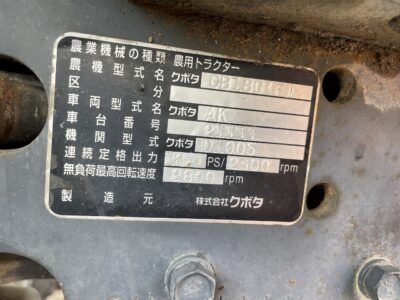 農業機械の種類 農用トラクター
農機型式名 クボタ
区分
車両型式名 クボタ AK
車台番号
機関型式 クボタ
連続定格出力 PS/2600rpm
無負荷最高回転速度 2800rpm
製造元 株式会社クボタ